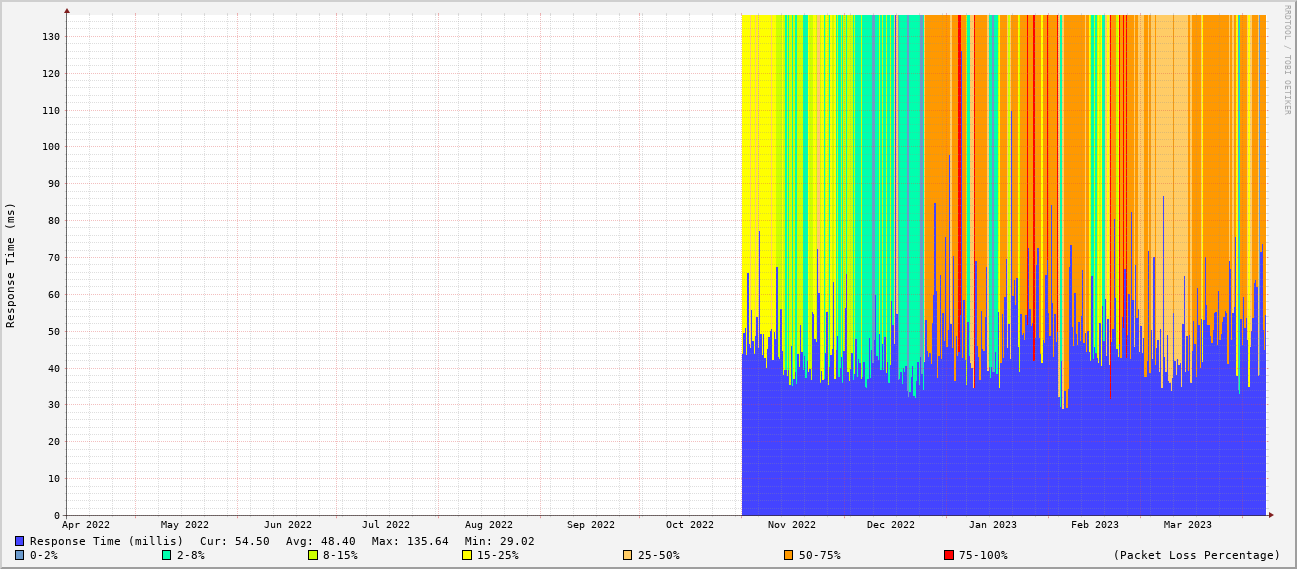 RRDTOOL / TOBI OETIKER
Response Time (ms)
130
120
110
100
90
80
70
60
50
40
30
20
10
0
Apr 2022 May 2022 Jun 2022 Jul 2022 Aug 2022 Sep 2022 Oct 2022 Nov 2022 Dec 2022 Jan 2023 Feb 2023 Mar 2023
Response Time (millis) Cur: 54.50 Avg: 48.40 Max: 135.64 Min: 29.02
0-2% 2-8% 8-15% 15-25% 25-50% 50-75% 75-100% (Packet Loss Percentage)